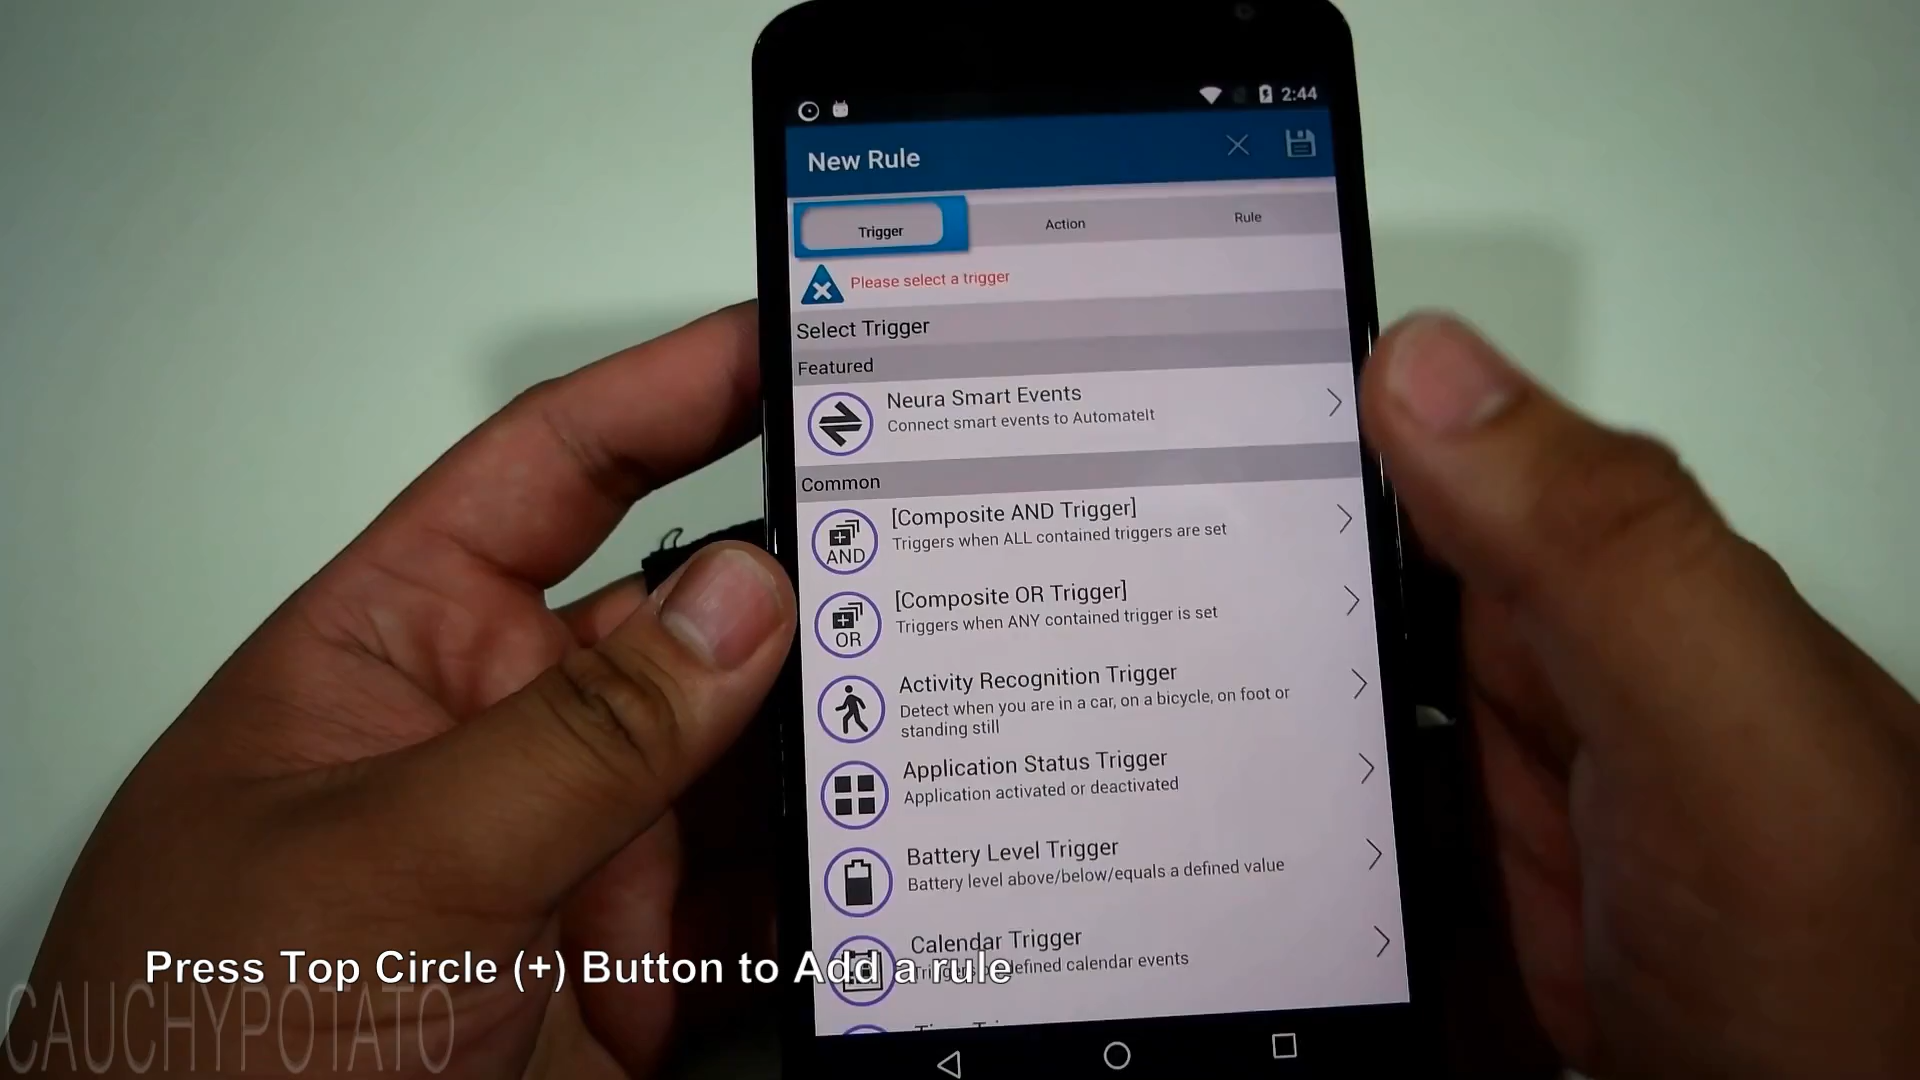 2:44
New Rule
Trigger
Action
Rule
Please select a trigger
Select Trigger
Featured
Neura Smart Events
Connect smart events to AutomateIt
Common
[Composite AND Trigger]
AND
Triggers when ALL contained triggers are set
[Composite OR Trigger]
OR
Triggers when ANY contained trigger is set
Activity Recognition Trigger
Detect when you are in a car, on a bicycle, on foot or
standing still
Application Status Trigger
Application activated or deactivated
Battery Level Trigger
Battery level above/below/equals a defined value
Calendar Trigger
defined calendar events
Press Top Circle (+) Button to Add a rule
CAUCHYPOTATO